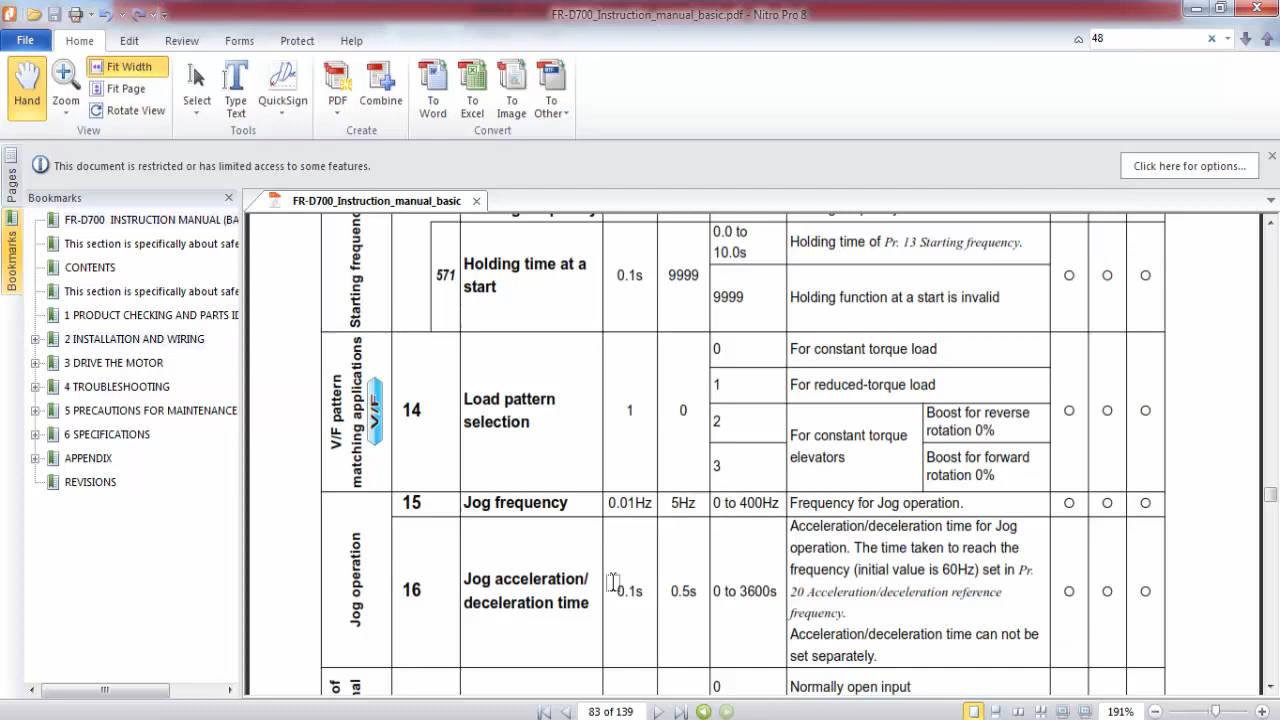 FR-D700_Instruction_manual_basic.pdf - Nitro Pro 8
File
Home
Edit
Review
Forms
Protect
Help
48
Hand
Zoom
Fit Width
Fit Page
Rotate View
Select
Type Text
QuickSign
PDF
Combine
To Word
To Excel
To Image
To Other
View
Tools
Create
Convert
This document is restricted or has limited access to some features.
Click here for options...
Pages
Bookmarks
Bookmarks
FR-D700 INSTRUCTION MANUAL (BA
This section is specifically about safe
CONTENTS
This section is specifically about safe
1 PRODUCT CHECKING AND PARTS ID
2 INSTALLATION AND WIRING
3 DRIVE THE MOTOR
4 TROUBLESHOOTING
5 PRECAUTIONS FOR MAINTENANCE
6 SPECIFICATIONS
APPENDIX
REVISIONS
FR-D700_Instruction_manual_basic
Starting frequenc
571
Holding time at a
start
0.1s
9999
0.0 to
10.0s
Holding time of Pr. 13 Starting frequency.
9999
Holding function at a start is invalid
V/F pattern
matching applications
V/F
14
Load pattern
selection
1
0
0
For constant torque load
1
For reduced-torque load
2
3
For constant torque
elevators
Boost for reverse
rotation 0%
Boost for forward
rotation 0%
Jog operation
15
Jog frequency
0.01Hz
5Hz
0 to 400Hz
Frequency for Jog operation.
16
Jog acceleration/
deceleration time
0.1s
0.5s
0 to 3600s
Acceleration/deceleration time for Jog
operation. The time taken to reach the
frequency (initial value is 60Hz) set in Pr.
20 Acceleration/deceleration reference
frequency.
Acceleration/deceleration time can not be
set separately.
of
nal
0
Normally open input
83 of 139
191%